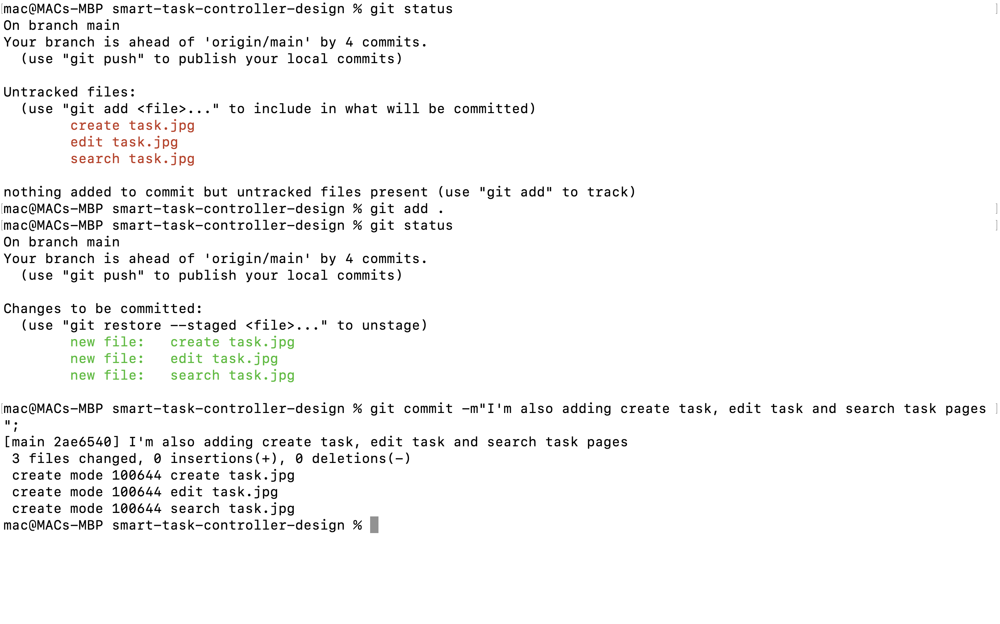 [mac@MACs-MBP smart-task-controller-design % git status ]
On branch main
Your branch is ahead of 'origin/main' by 4 commits.
  (use "git push" to publish your local commits)

Untracked files:
  (use "git add <file>..." to include in what will be committed)
        create task.jpg
        edit task.jpg
        search task.jpg

nothing added to commit but untracked files present (use "git add" to track)
[mac@MACs-MBP smart-task-controller-design % git add . ]
[mac@MACs-MBP smart-task-controller-design % git status ]
On branch main
Your branch is ahead of 'origin/main' by 4 commits.
  (use "git push" to publish your local commits)

Changes to be committed:
  (use "git restore --staged <file>..." to unstage)
        new file:   create task.jpg
        new file:   edit task.jpg
        new file:   search task.jpg

[mac@MACs-MBP smart-task-controller-design % git commit -m"I'm also adding create task, edit task and search task pages ]
";
[main 2ae6540] I'm also adding create task, edit task and search task pages
 3 files changed, 0 insertions(+), 0 deletions(-)
 create mode 100644 create task.jpg
 create mode 100644 edit task.jpg
 create mode 100644 search task.jpg
mac@MACs-MBP smart-task-controller-design %